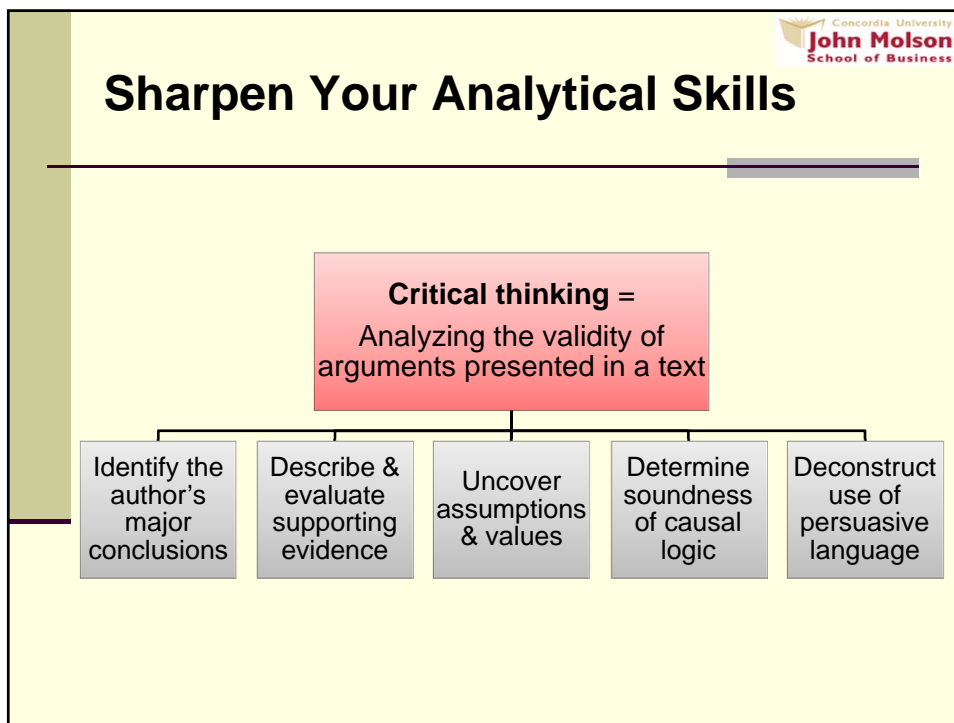 Concordia University
John Molson
School of Business
Sharpen Your Analytical Skills
Critical thinking =
Analyzing the validity of
arguments presented in a text
Identify the
author's
major
conclusions
Describe &
evaluate
supporting
evidence
Uncover
assumptions
& values
Determine
soundness
of causal
logic
Deconstruct
use of
persuasive
language